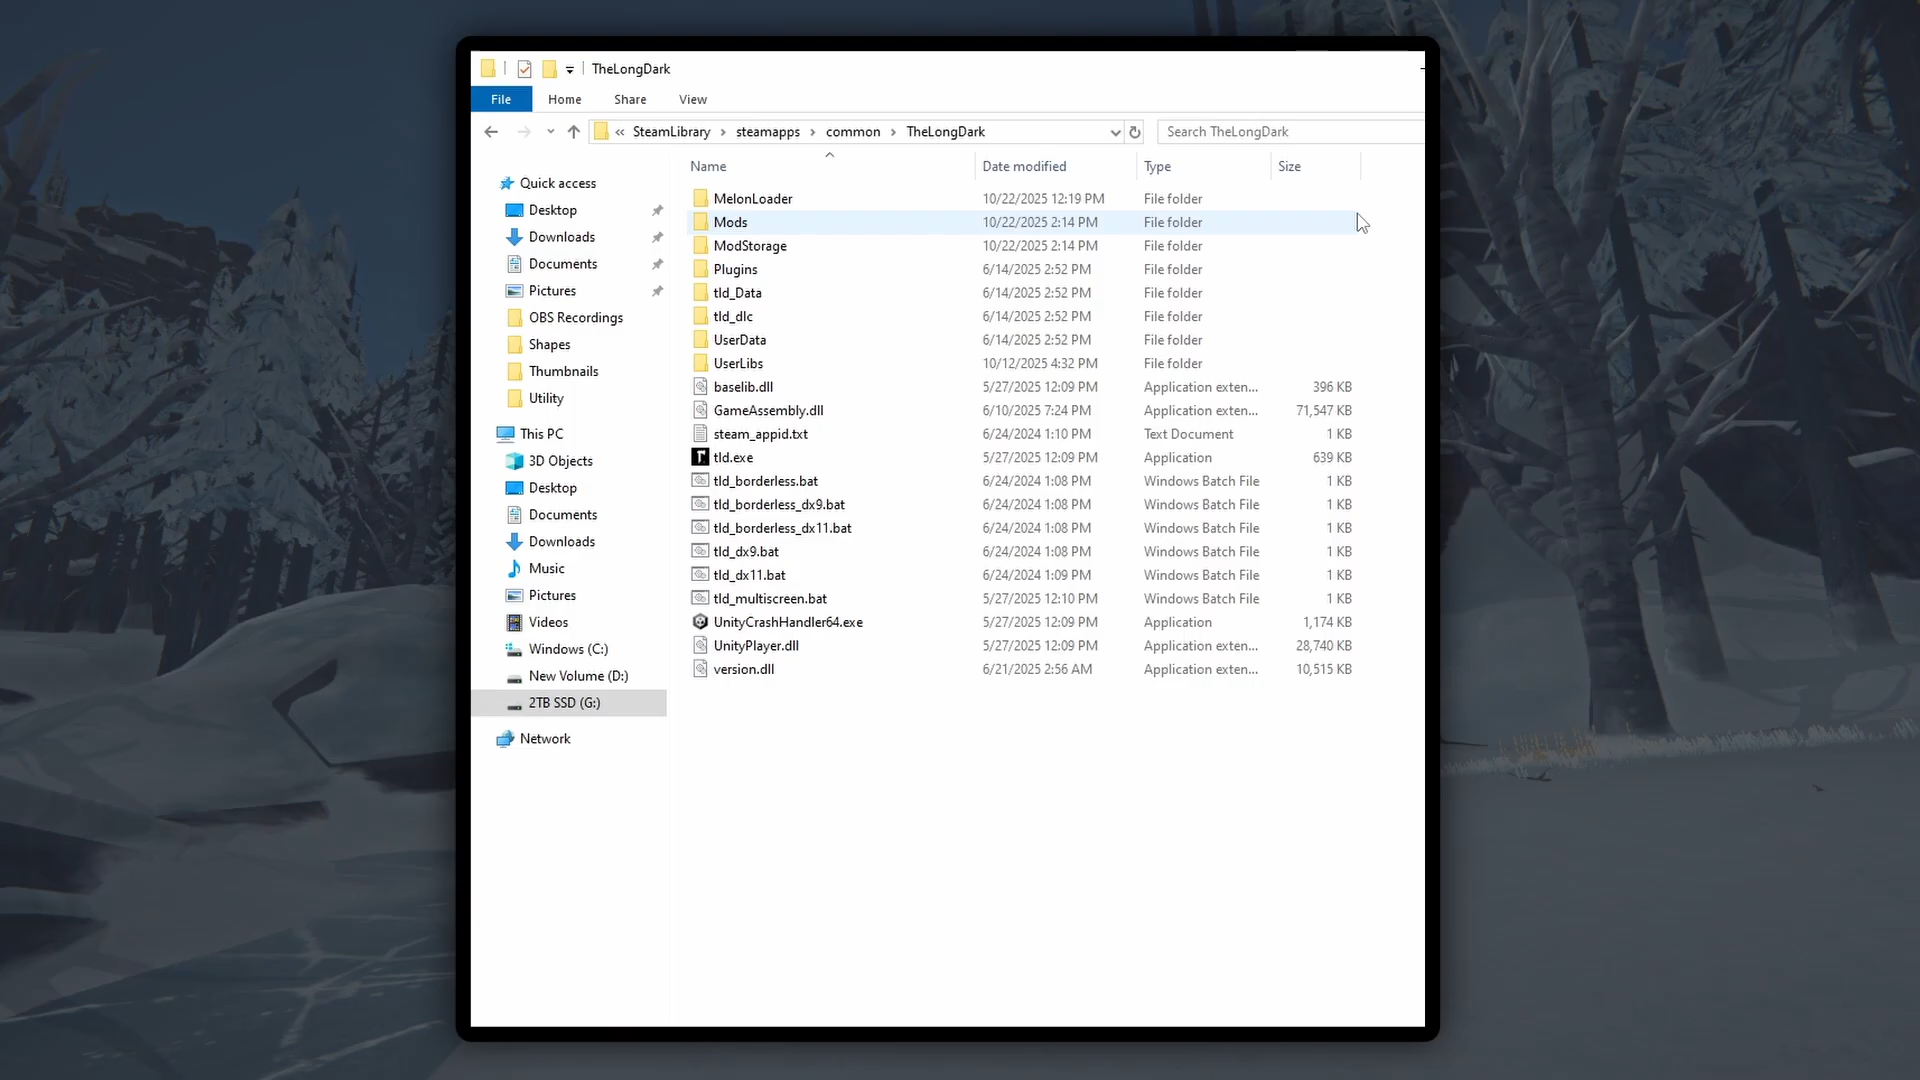 TheLongDark
File Home Share View
« SteamLibrary › steamapps › common › TheLongDark Search TheLongDark
Name Date modified Type Size
Quick access
Desktop
Downloads
Documents
Pictures
OBS Recordings
Shapes
Thumbnails
Utility
This PC
3D Objects
Desktop
Documents
Downloads
Music
Pictures
Videos
Windows (C:)
New Volume (D:)
2TB SSD (G:)
Network
MelonLoader 10/22/2025 12:19 PM File folder
Mods 10/22/2025 2:14 PM File folder
ModStorage 10/22/2025 2:14 PM File folder
Plugins 6/14/2025 2:52 PM File folder
tld_Data 6/14/2025 2:52 PM File folder
tld_dlc 6/14/2025 2:52 PM File folder
UserData 6/14/2025 2:52 PM File folder
UserLibs 10/12/2025 4:32 PM File folder
baselib.dll 5/27/2025 12:09 PM Application exten... 396 KB
GameAssembly.dll 6/10/2025 7:24 PM Application exten... 71,547 KB
steam_appid.txt 6/24/2024 1:10 PM Text Document 1 KB
tld.exe 5/27/2025 12:09 PM Application 639 KB
tld_borderless.bat 6/24/2024 1:08 PM Windows Batch File 1 KB
tld_borderless_dx9.bat 6/24/2024 1:08 PM Windows Batch File 1 KB
tld_borderless_dx11.bat 6/24/2024 1:08 PM Windows Batch File 1 KB
tld_dx9.bat 6/24/2024 1:08 PM Windows Batch File 1 KB
tld_dx11.bat 6/24/2024 1:09 PM Windows Batch File 1 KB
tld_multiscreen.bat 5/27/2025 12:10 PM Windows Batch File 1 KB
UnityCrashHandler64.exe 5/27/2025 12:09 PM Application 1,174 KB
UnityPlayer.dll 5/27/2025 12:09 PM Application exten... 28,740 KB
version.dll 6/21/2025 2:56 AM Application exten... 10,515 KB